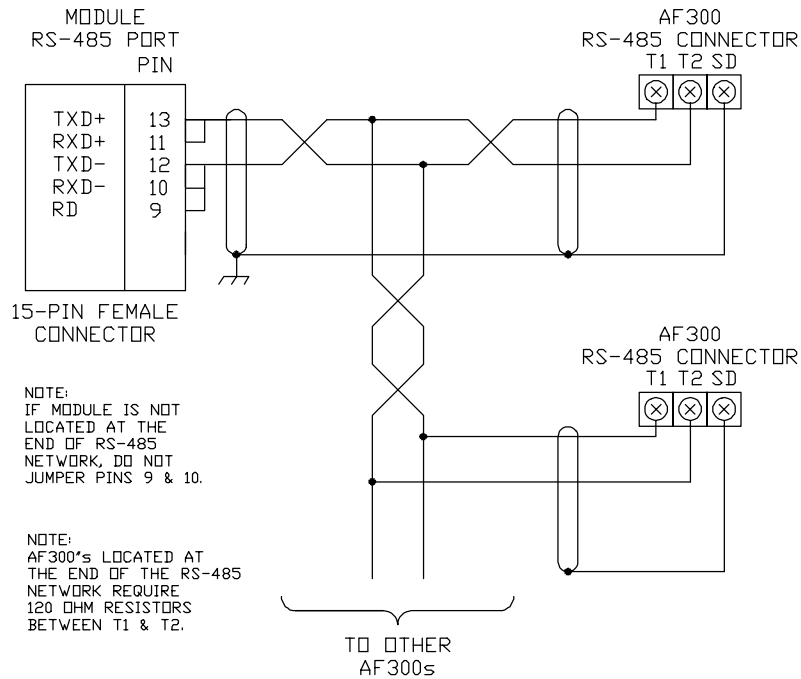 MODULE
RS-485 PORT
PIN
TXD+ 13
RXD+ 11
TXD- 12
RXD- 10
RD 9
15-PIN FEMALE
CONNECTOR
AF300
RS-485 CONNECTOR
T1 T2 SD
AF300
RS-485 CONNECTOR
T1 T2 SD
NOTE:
IF MODULE IS NOT
LOCATED AT THE
END OF RS-485
NETWORK, DO NOT
JUMPER PINS 9 & 10.
NOTE:
AF300's LOCATED AT
THE END OF THE RS-485
NETWORK REQUIRE
120 OHM RESISTORS
BETWEEN T1 & T2.
TO OTHER
AF300s